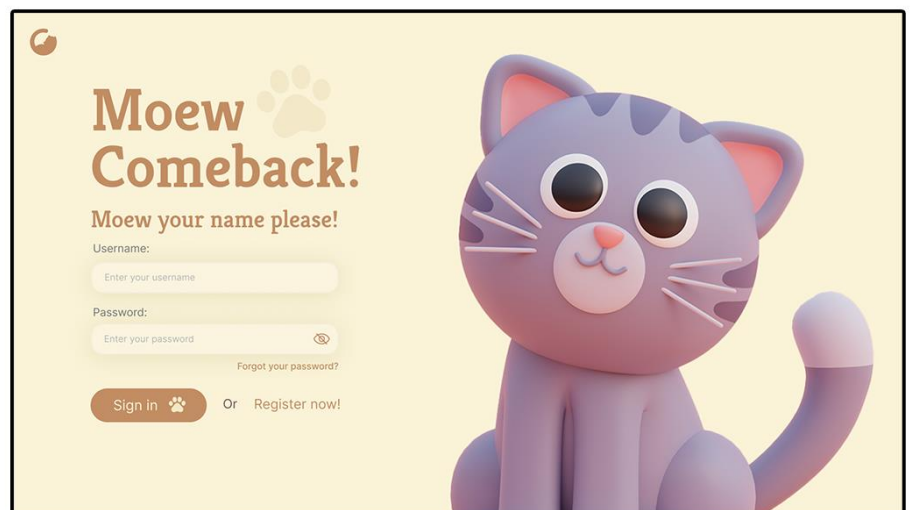 Moew
Comeback!
Moew your name please!
Username:
Enter your username
Password:
Enter your password
Forgot your password?
Sign in
Or
Register now!